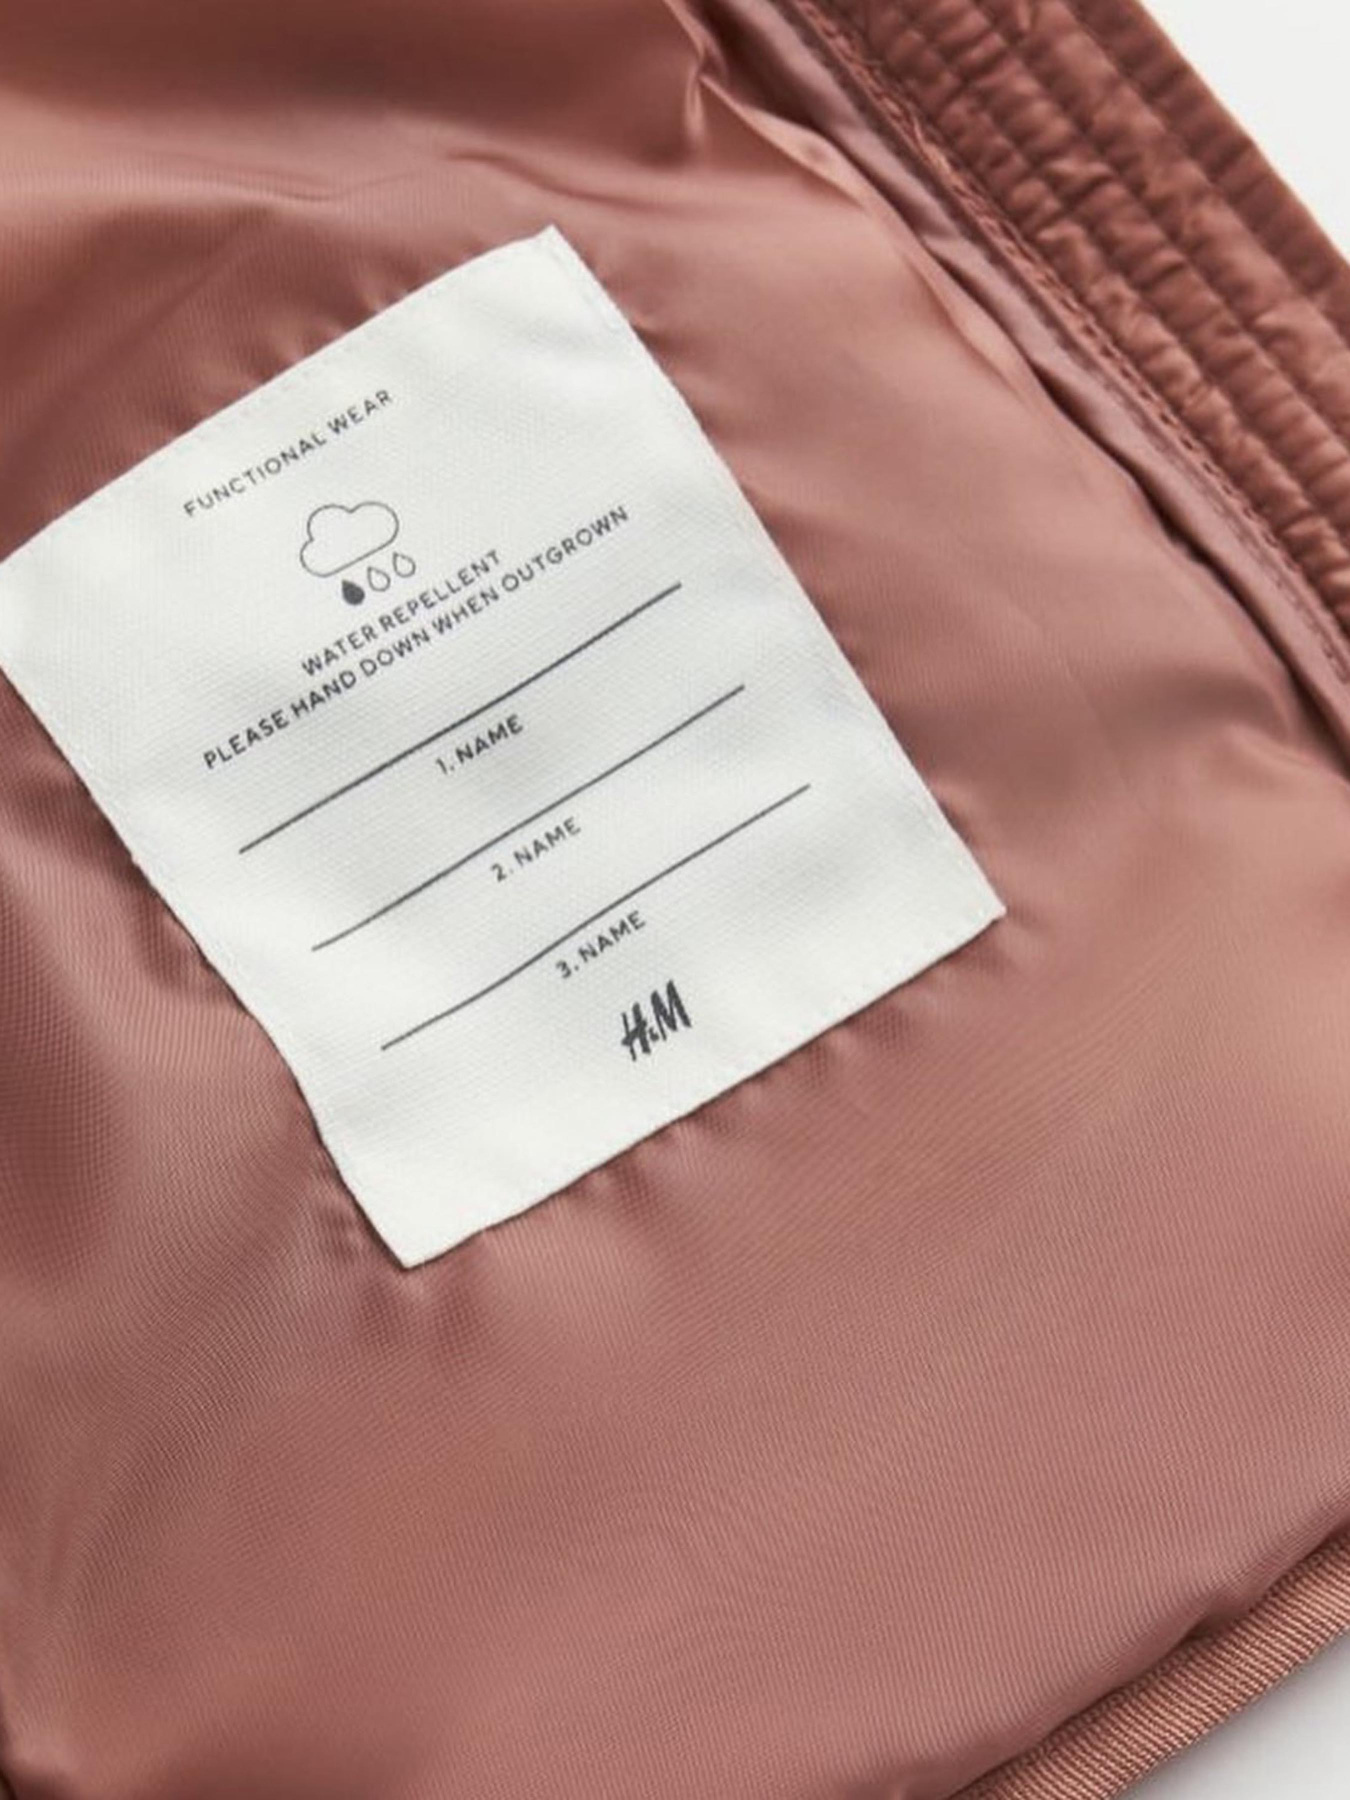 FUNCTIONAL WEAR
WATER REPELLENT
PLEASE HAND DOWN WHEN OUTGROWN
1. NAME
2. NAME
3. NAME
H&M